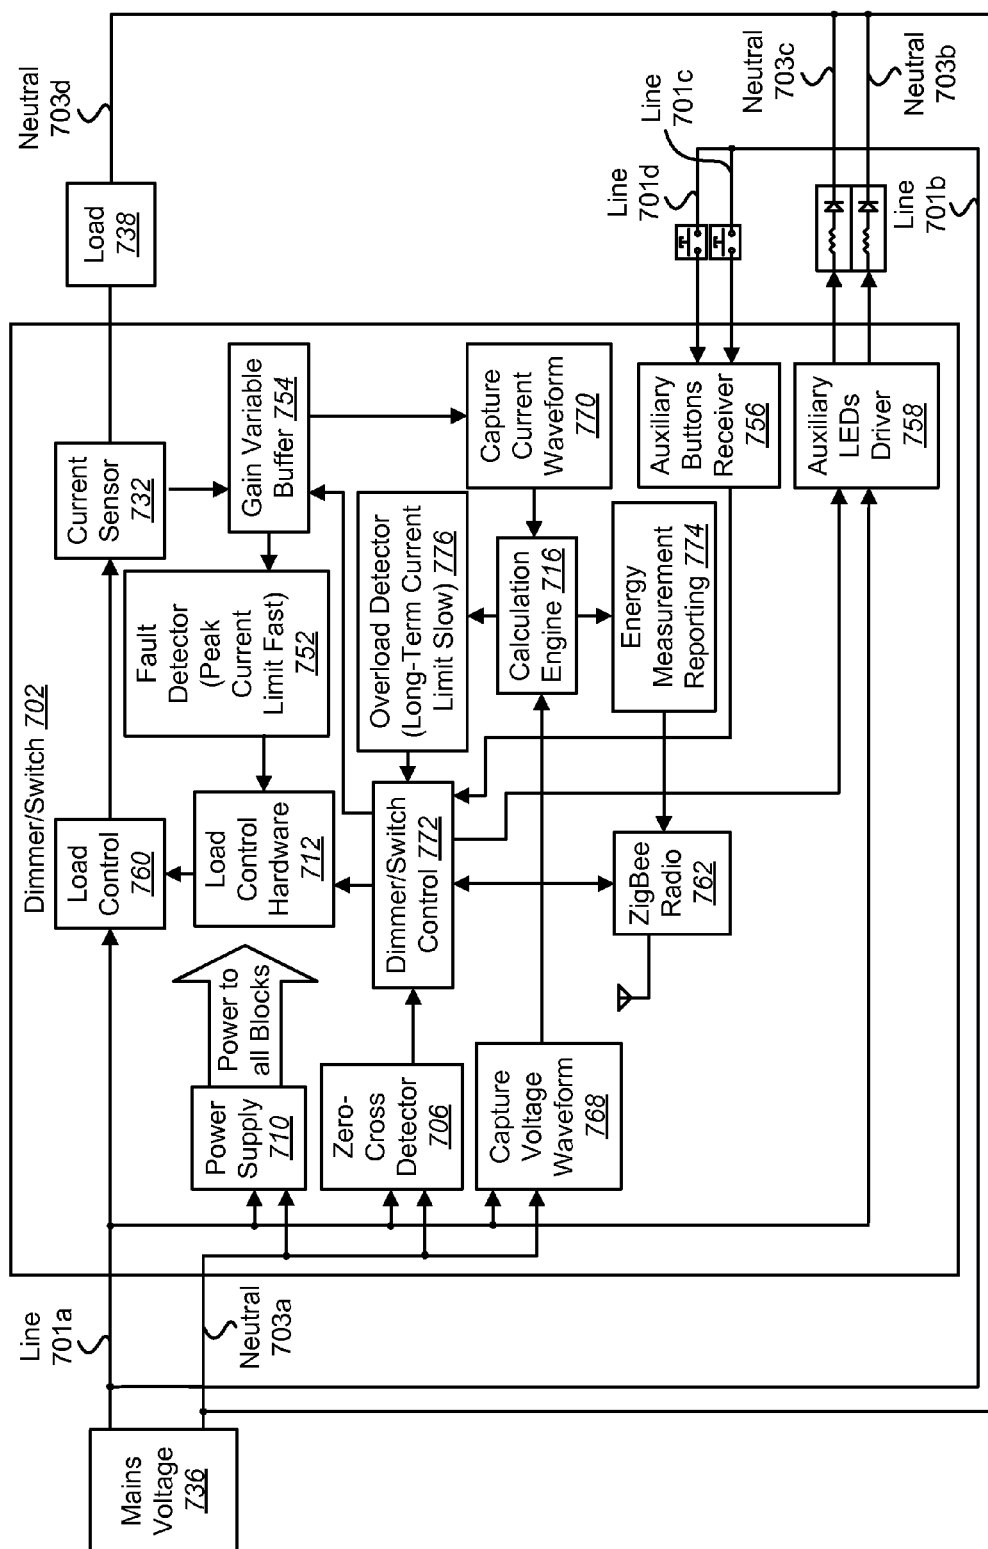 Mains
Voltage
736
Line
701a
Neutral
703a
Dimmer/Switch 702
Load
Control
760
Current
Sensor
732
Load
738
Neutral
703d
Power
Supply
710
Power to
all Blocks
Load
Control
Hardware
712
Fault
Detector
(Peak
Current
Limit Fast)
752
Gain Variable
Buffer 754
Zero-
Cross
Detector
706
Dimmer/Switch
Control 772
Overload Detector
(Long-Term Current
Limit Slow) 776
Capture
Voltage
Waveform
768
Calculation
Engine 716
Capture
Current
Waveform
770
ZigBee
Radio
762
Energy
Measurement
Reporting 774
Auxiliary
Buttons
Receiver
756
Line
701d
Line
701c
Auxiliary
LEDs
Driver
758
Neutral
703c
Neutral
703b
Line
701b